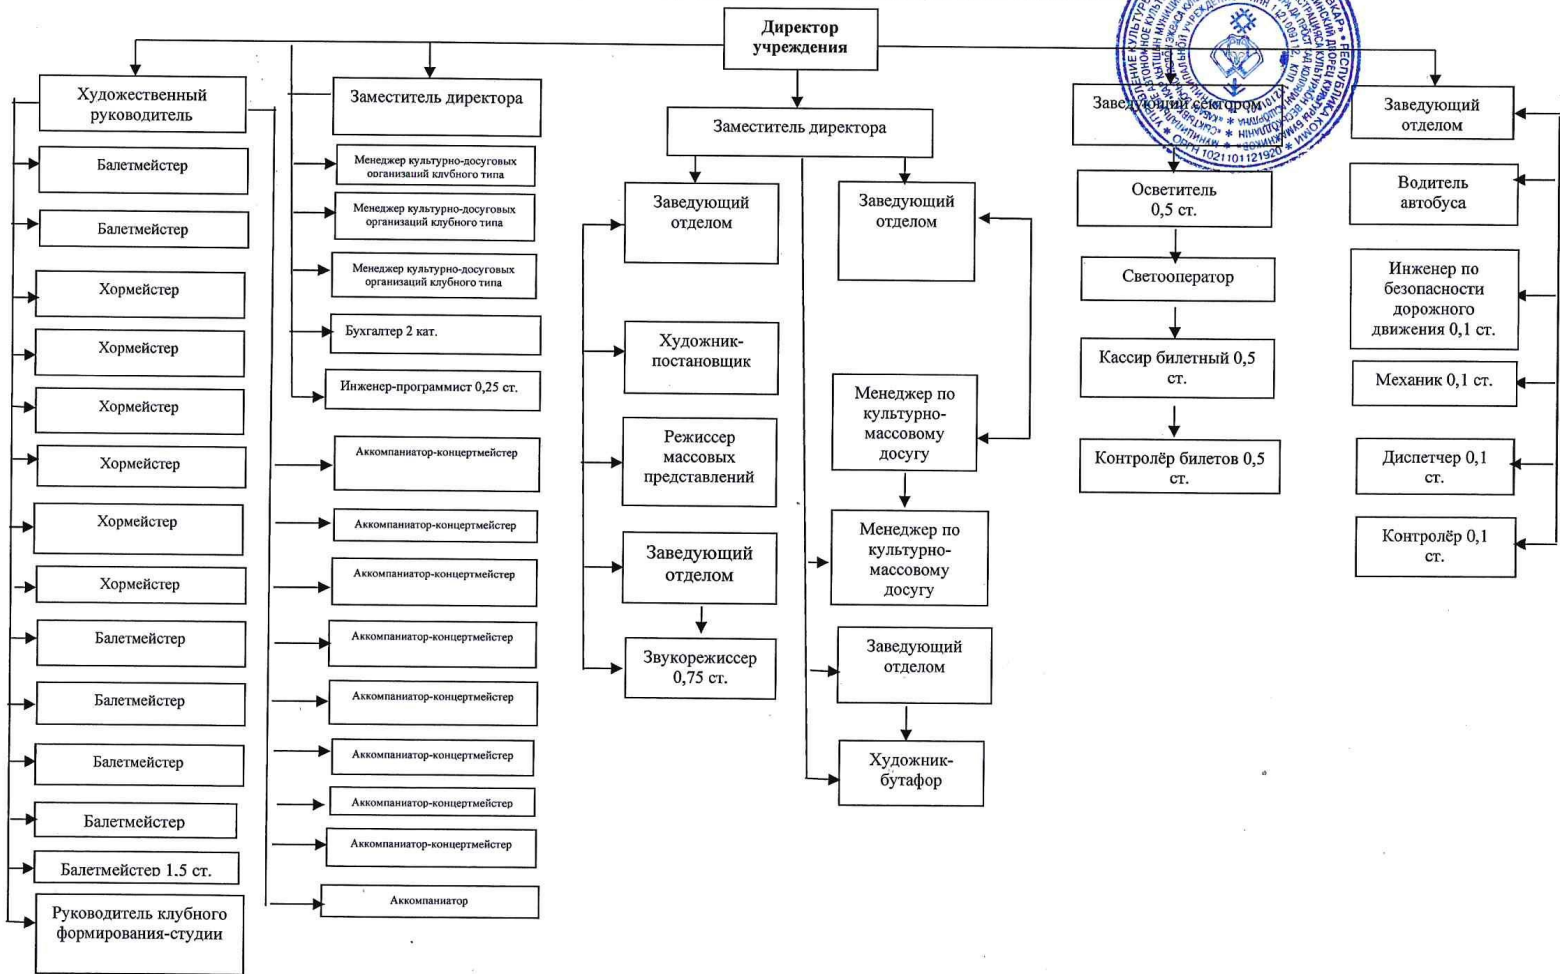 Директор
учреждения
Художественный
руководитель
Балетмейстер
Балетмейстер
Хормейстер
Хормейстер
Хормейстер
Хормейстер
Хормейстер
Хормейстер
Балетмейстер
Балетмейстер
Балетмейстер
Балетмейстер
Балетмейстер 1.5 ст.
Руководитель клубного
формирования-студии
Заместитель директора
Менеджер культурно-досуговых
организаций клубного типа
Менеджер культурно-досуговых
организаций клубного типа
Менеджер культурно-досуговых
организаций клубного типа
Бухгалтер 2 кат.
Инженер-программист 0,25 ст.
Аккомпаниатор-концертмейстер
Аккомпаниатор-концертмейстер
Аккомпаниатор-концертмейстер
Аккомпаниатор-концертмейстер
Аккомпаниатор-концертмейстер
Аккомпаниатор-концертмейстер
Аккомпаниатор-концертмейстер
Аккомпаниатор-концертмейстер
Аккомпаниатор
Заместитель директора
Заведующий
отделом
Художник-
постановщик
Режиссер
массовых
представлений
Заведующий
отделом
Звукорежиссер
0,75 ст.
Заведующий
отделом
Менеджер по
культурно-
массовому
досугу
Менеджер по
культурно-
массовому
досугу
Заведующий
отделом
Художник-
бутафор
Заведующий сектором
Осветитель
0,5 ст.
Светооператор
Кассир билетный 0,5
ст.
Контролёр билетов 0,5
ст.
Заведующий
отделом
Водитель
автобуса
Инженер по
безопасности
дорожного
движения 0,1 ст.
Механик 0,1 ст.
Диспетчер 0,1
ст.
Контролёр 0,1
ст.
РЕСПУБЛИКА КОМИ * ОГРН 1021101121920 * УПРАВЛЕНИЕ КУЛЬТУРЫ